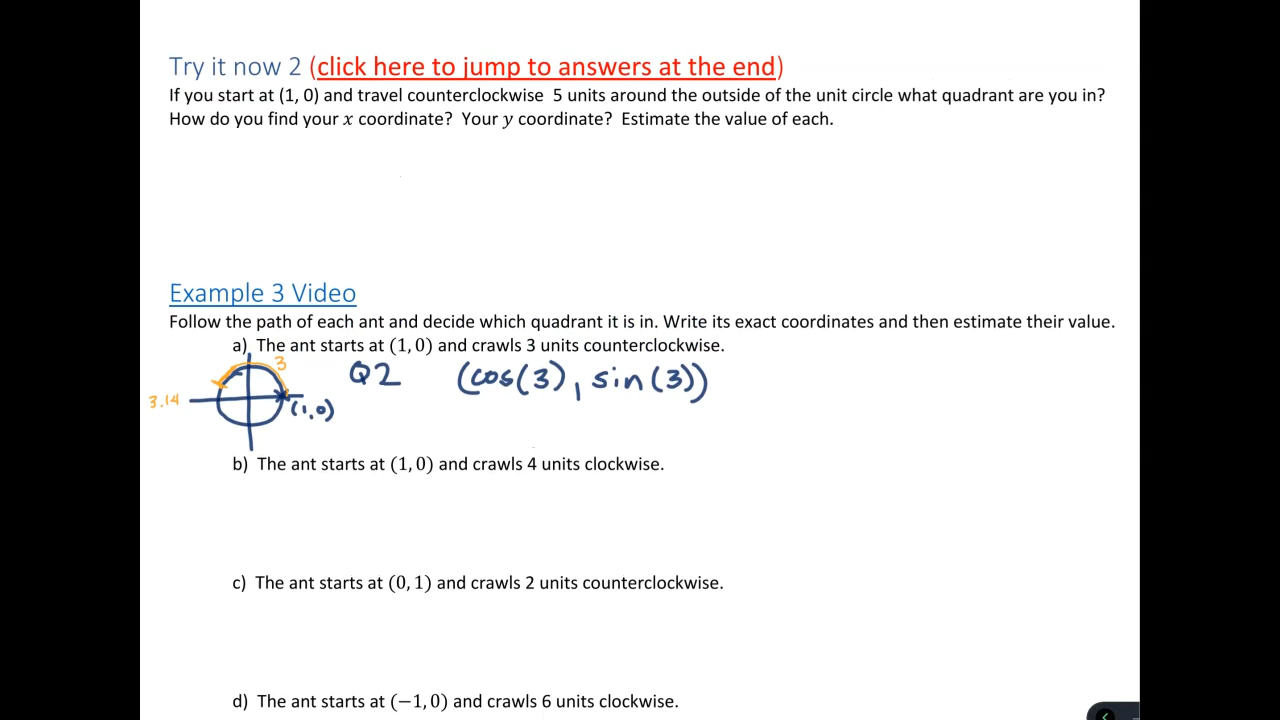 Try it now 2 (click here to jump to answers at the end)
If you start at (1, 0) and travel counterclockwise 5 units around the outside of the unit circle what quadrant are you in?
How do you find your x coordinate? Your y coordinate? Estimate the value of each.
Example 3 Video
Follow the path of each ant and decide which quadrant it is in. Write its exact coordinates and then estimate their value.
a) The ant starts at (1, 0) and crawls 3 units counterclockwise.
3
Q2 (cos(3), sin(3))
3.14
(1,0)
b) The ant starts at (1, 0) and crawls 4 units clockwise.
c) The ant starts at (0, 1) and crawls 2 units counterclockwise.
d) The ant starts at (−1, 0) and crawls 6 units clockwise.